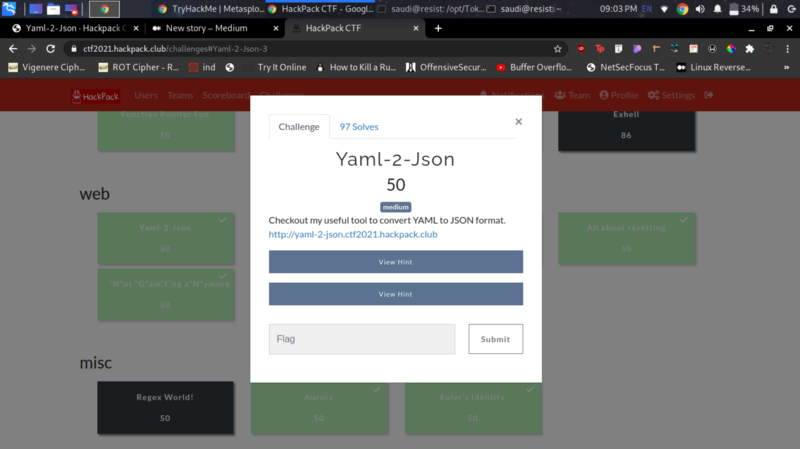 TryHackMe | Metasplo
HackPack CTF - Googl
saudi@resist: /opt/Tok
saudi@resist: ~
09:03 PM
EN
34%
Yaml-2-Json · Hackpack C
New story – Medium
HackPack CTF
ctf2021.hackpack.club/challenges#Yaml-2-Json-3
Vigenere Ciph...
ROT Cipher - R...
ind
Try It Online
How to Kill a Ru...
OffensiveSecur...
Buffer Overflo...
NetSecFocus T...
Linux Reverse...
HackPack
Users
Teams
Scoreboard
Challenges
Notifications
Team
Profile
Settings
Function Pointer Fun
50
Exhell
86
Challenge
97 Solves
×
Yaml-2-Json
50
medium
Checkout my useful tool to convert YAML to JSON format.
http://yaml-2-json.ctf2021.hackpack.club
View Hint
View Hint
Flag
Submit
web
Yaml-2-Json
50
All about resetting
50
"N"ot "G"am"I"ng a"N"ymore
50
misc
Regex World!
50
Aurora
50
Euler's Identity
50